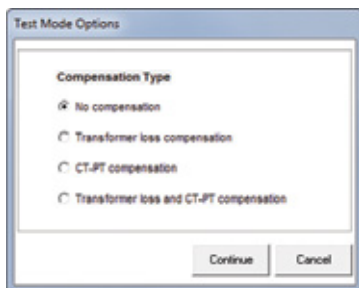 Test Mode Options
Compensation Type
No compensation
Transformer loss compensation
CT-PT compensation
Transformer loss and CT-PT compensation
Continue
Cancel